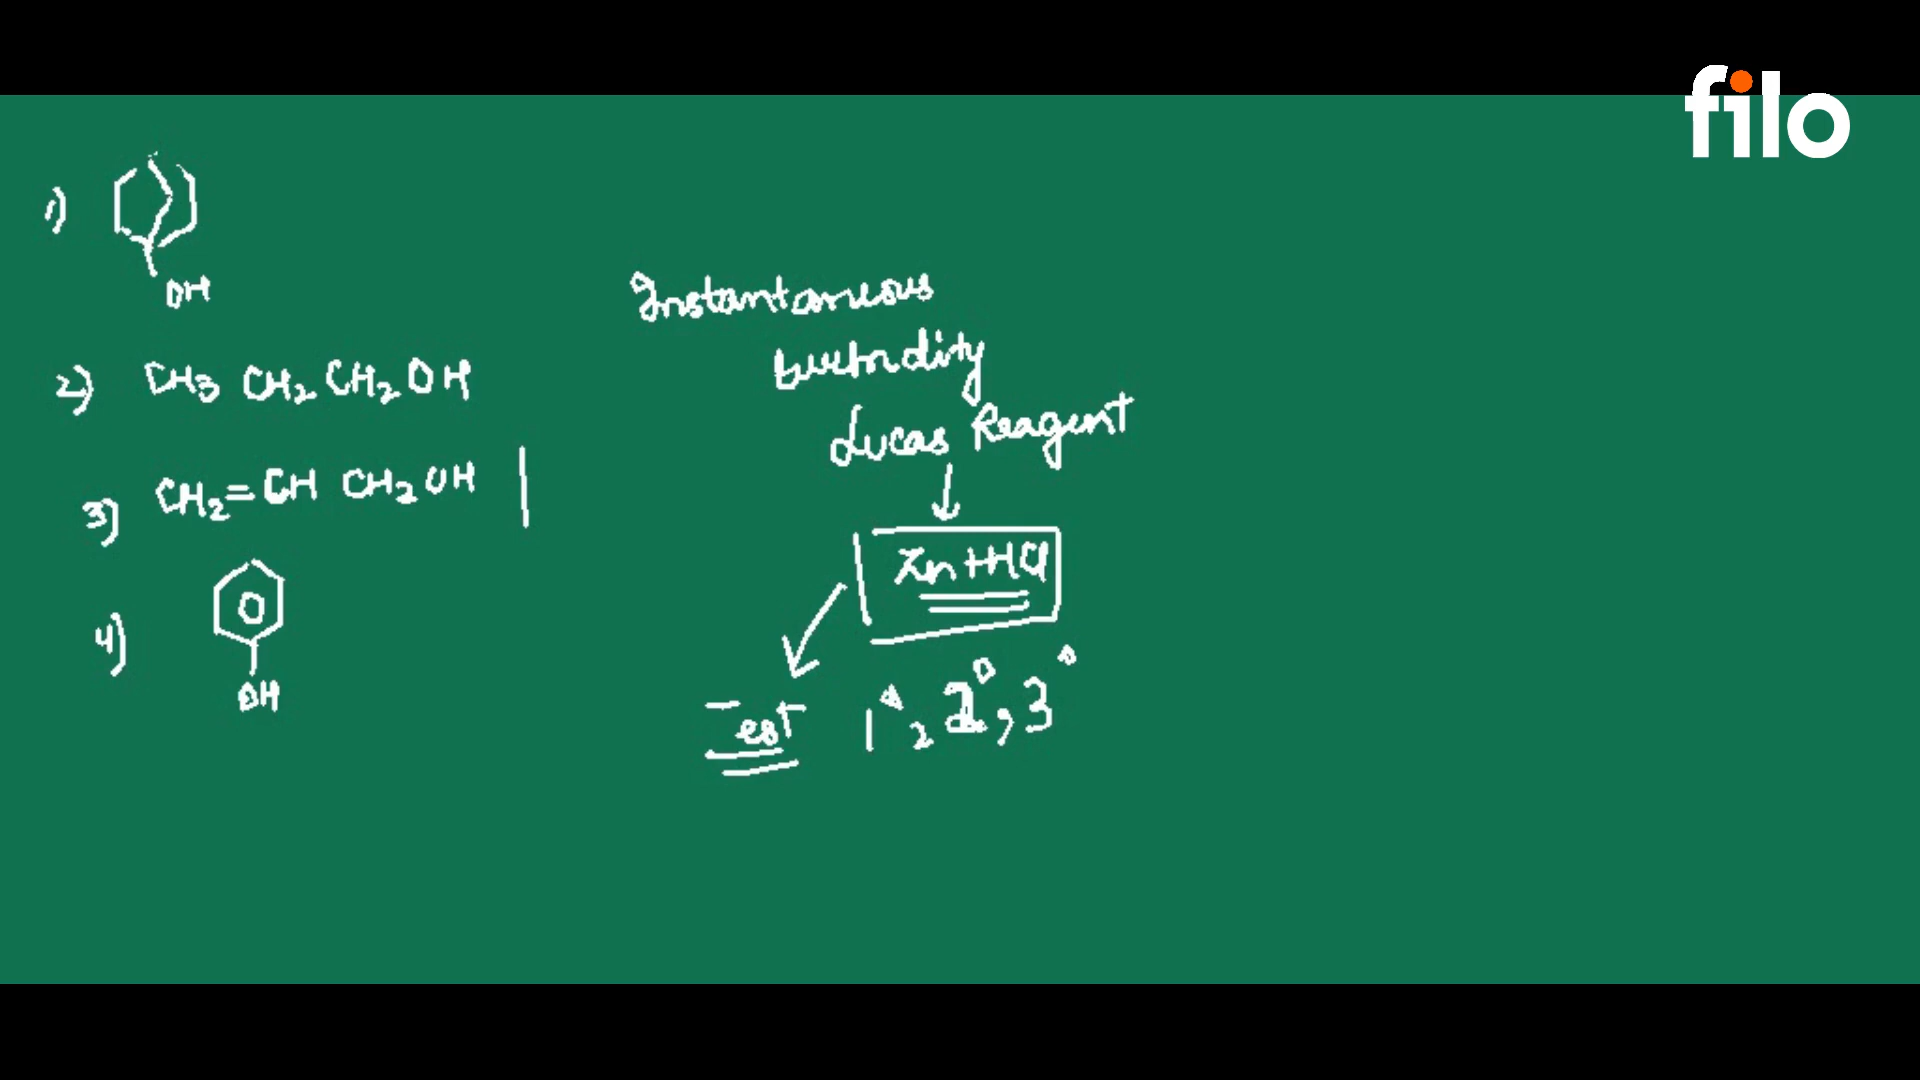 filo
1)
OH
2) CH3 CH2 CH2 OH
3) CH2=CH CH2 OH
4)
OH
Instantaneous
Lucas Reagent
Zn+HCl
Test 1°, 2°, 3°